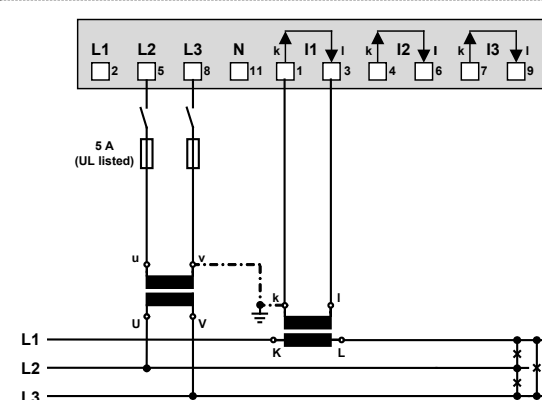 L1 L2 L3 N k I1 l k I2 l k I3 l
2 5 8 11 1 3 4 6 7 9
5 A
(UL listed)
u v
k l
U V
L1
K L
L2
L3